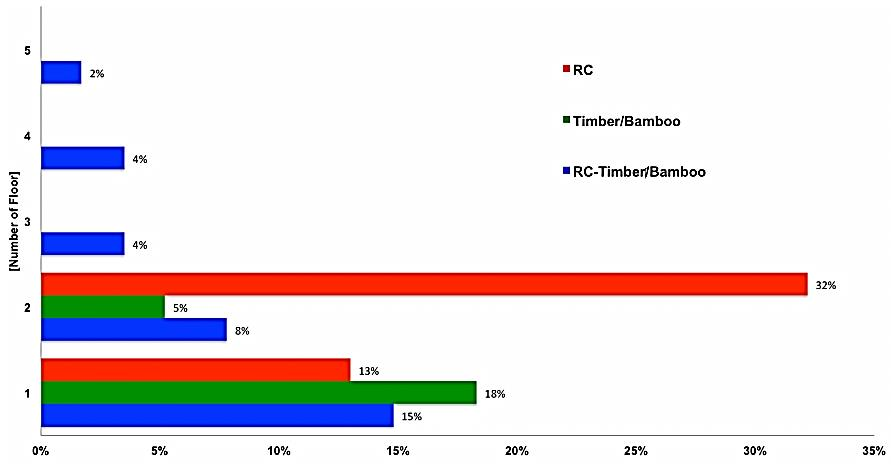 5
2%
RC
Timber/Bamboo
4
4%
RC-Timber/Bamboo
[Number of Floor]
3
4%
32%
2
5%
8%
13%
1
18%
15%
0% 5% 10% 15% 20% 25% 30% 35%